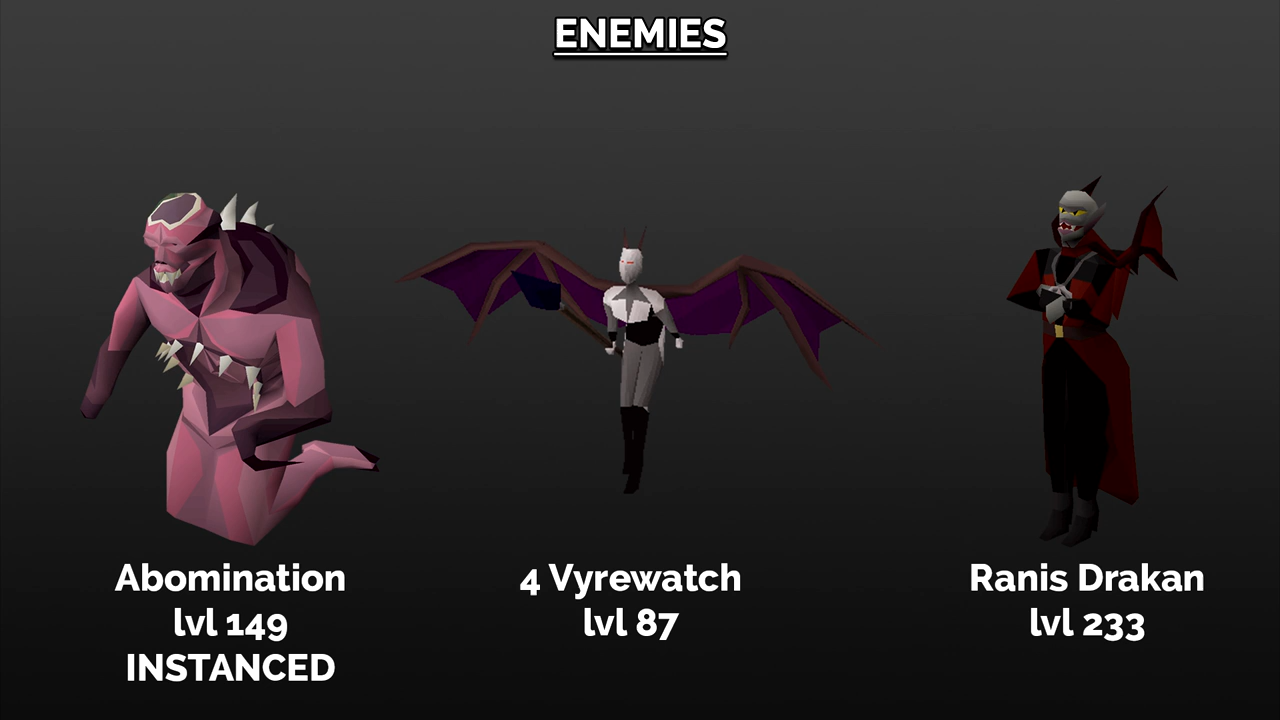 ENEMIES
Abomination
lvl 149
INSTANCED
4 Vyrewatch
lvl 87
Ranis Drakan
lvl 233